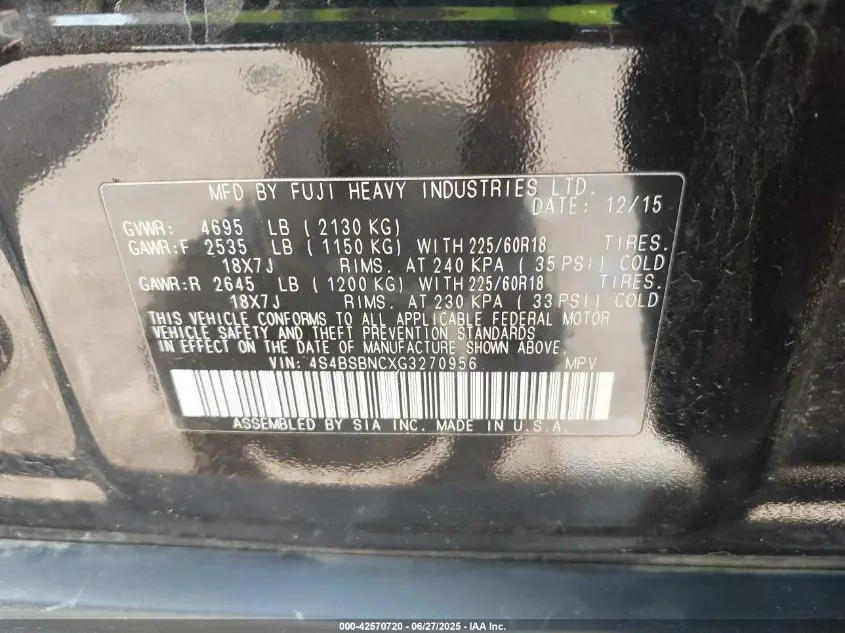 MFD BY FUJI HEAVY INDUSTRIES LTD.
DATE: 12/15
GVWR: 4695 LB ( 2130 KG)
GAWR:F 2535 LB ( 1150 KG) WITH 225/60R18 TIRES.
18X7J RIMS. AT 240 KPA ( 35 PSI) COLD
GAWR:R 2645 LB ( 1200 KG) WITH 225/60R18 TIRES.
18X7J RIMS. AT 230 KPA ( 33 PSI) COLD
THIS VEHICLE CONFORMS TO ALL APPLICABLE FEDERAL MOTOR
VEHICLE SAFETY AND THEFT PREVENTION STANDARDS
IN EFFECT ON THE DATE OF MANUFACTURE SHOWN ABOVE.
VIN: 4S4BSBNCXG3270956 MPV
ASSEMBLED BY SIA INC. MADE IN U.S.A.
000-42570720 — 06/27/2025 — IAA Inc.